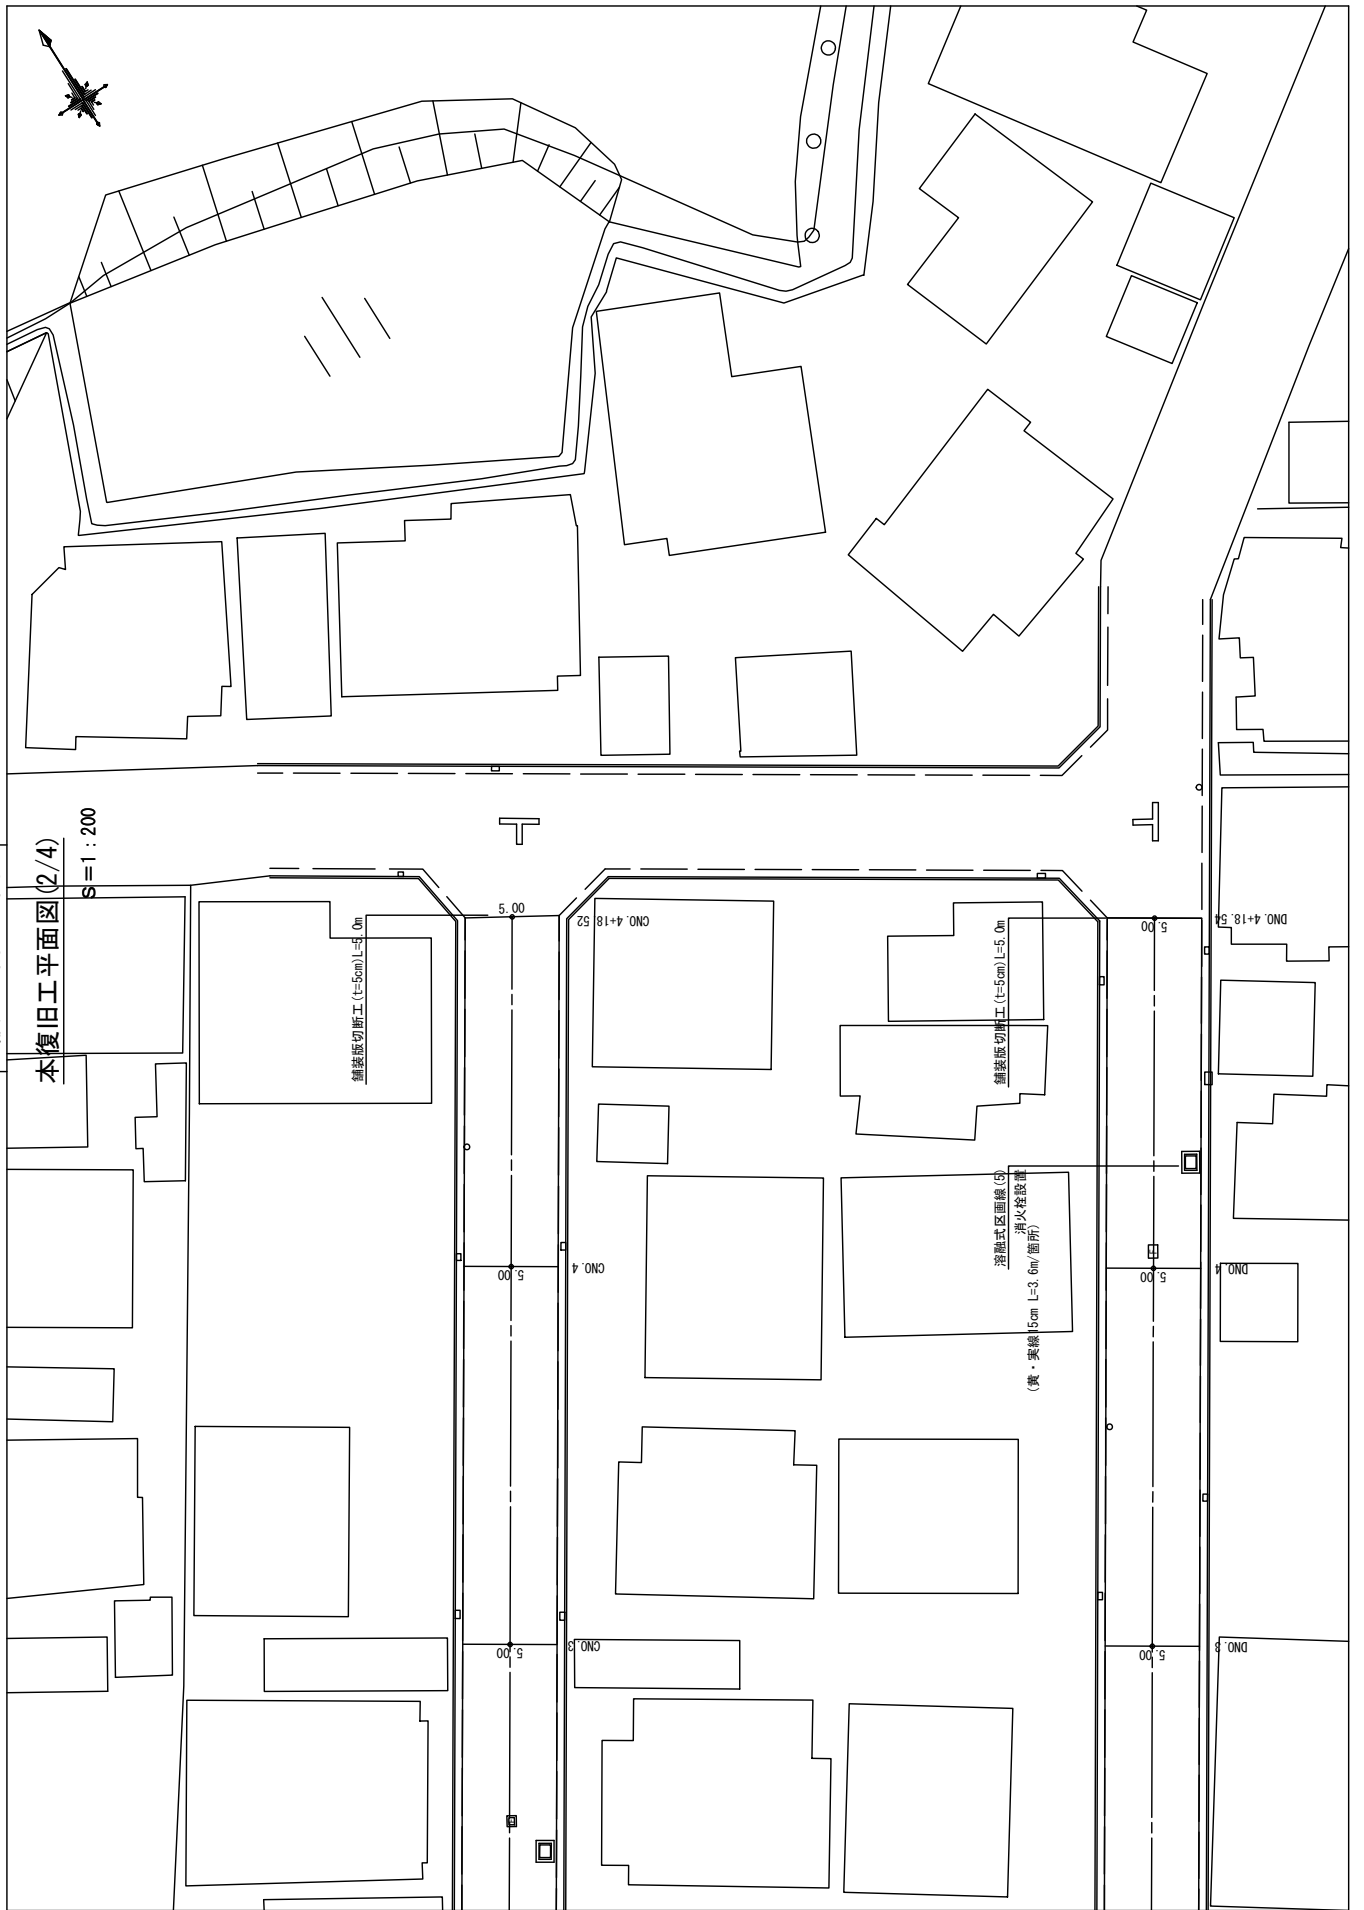 本復旧工平面図(2/4)
s=1:200
舗装版切断工(t=5cm)L=5.0m
5.00
CNO.4+18.52
舗装版切断工(t=5cm)L=5.0m
5.00
DNO.4+18.54
溶融式区画線(5)
消火栓設置
(黄・実線15cm L=3.6m/箇所)
5.00
CNO.4
5.00
DNO.4
5.00
CNO.3
5.00
DNO.3